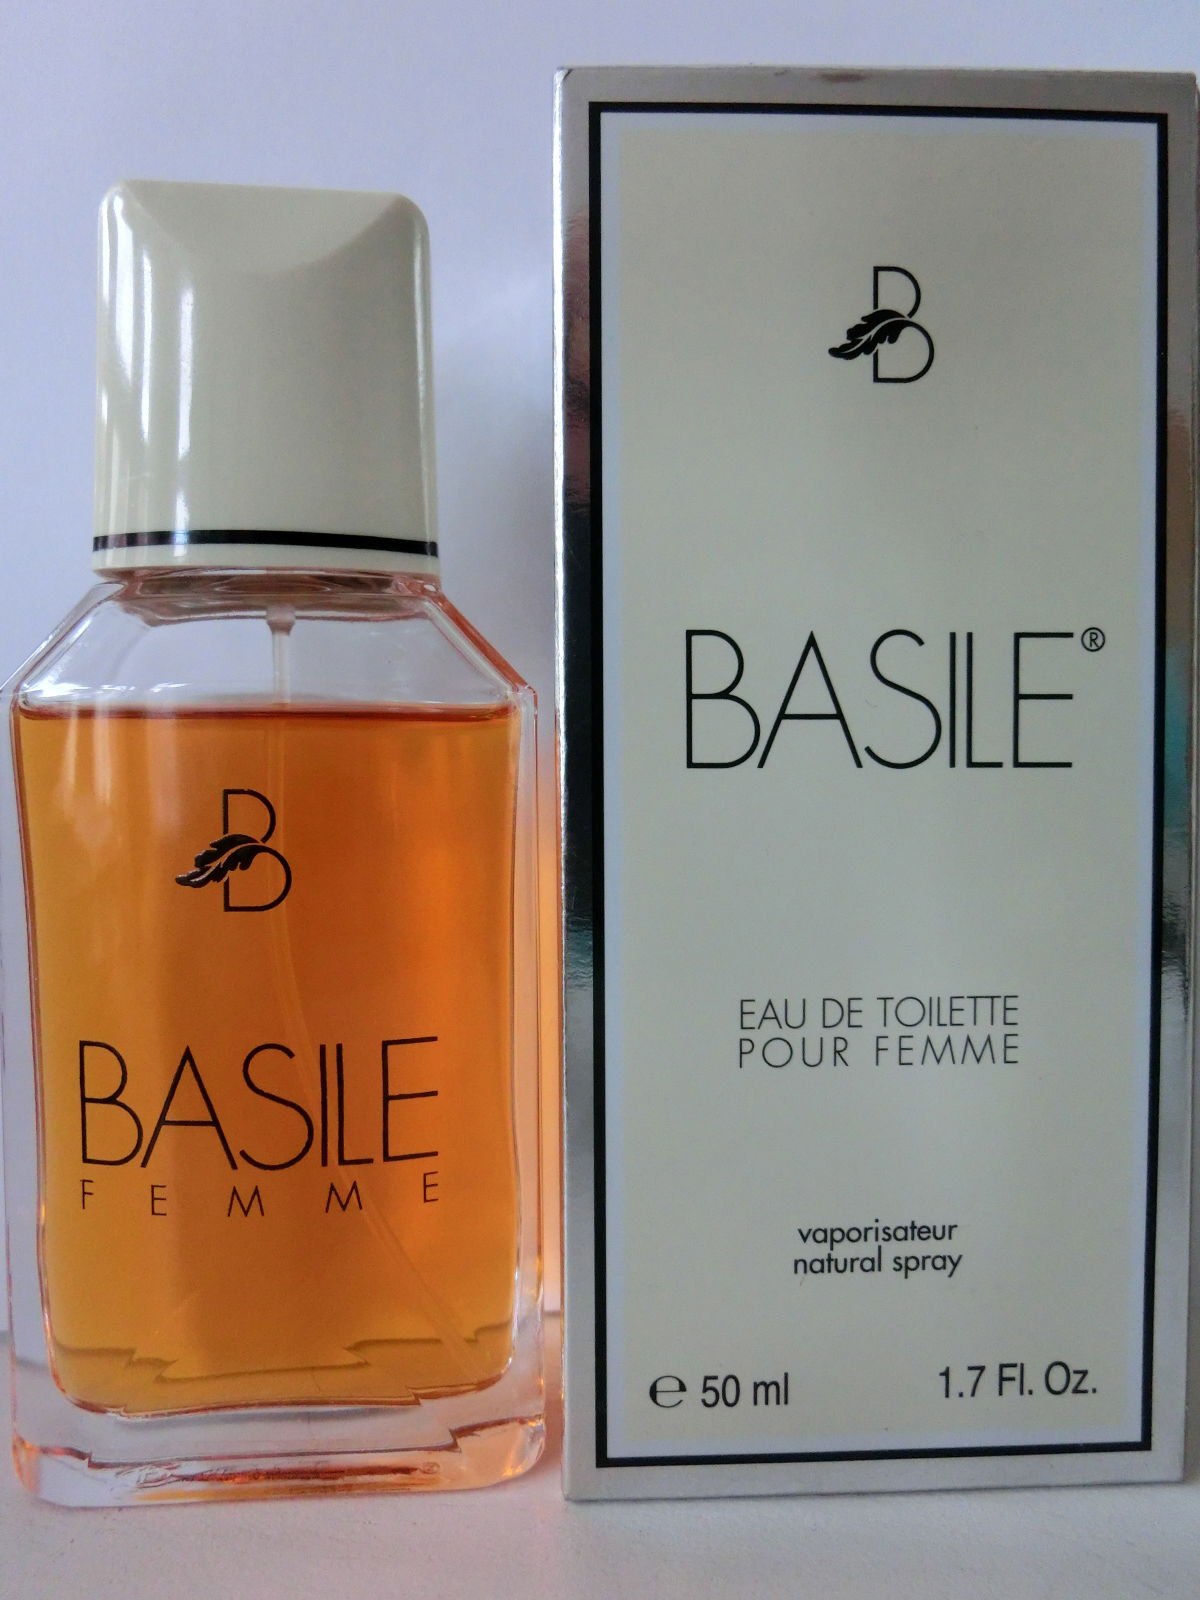 B
BASILE
FEMME
B
BASILE®
EAU DE TOILETTE
POUR FEMME
vaporisateur
natural spray
℮ 50 ml 1.7 Fl. Oz.